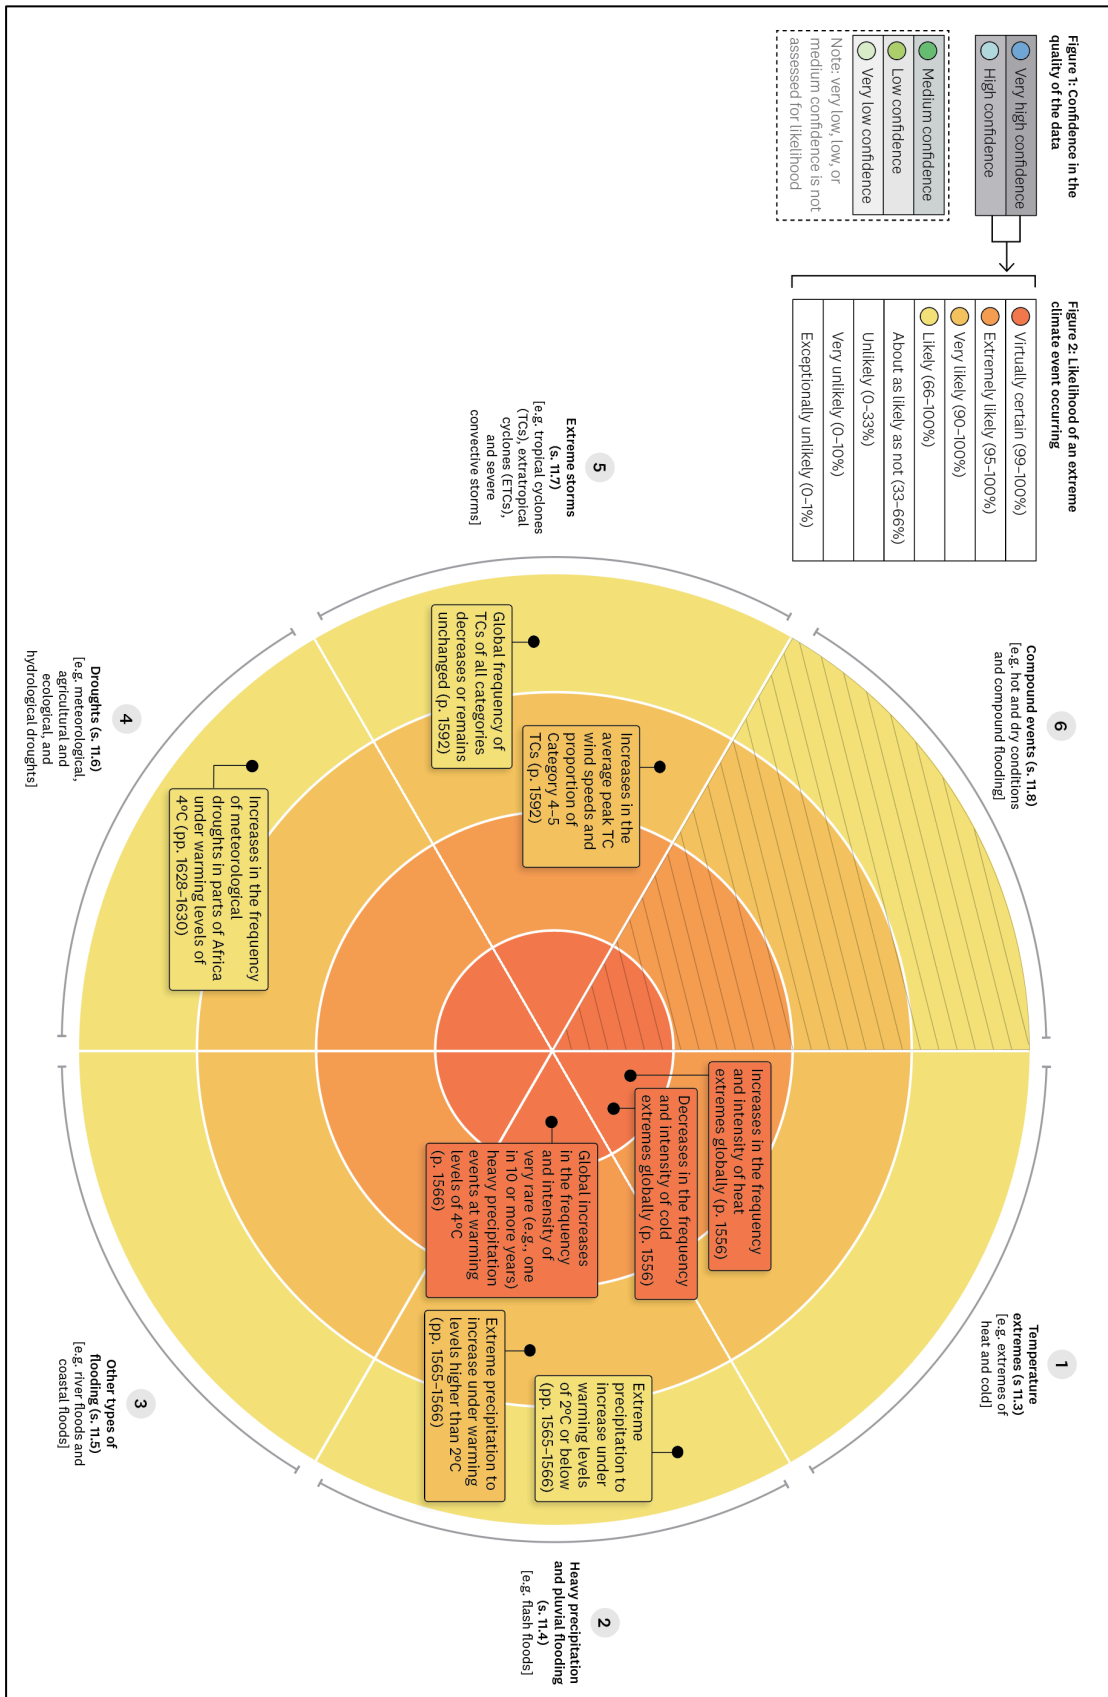 Figure 1: Confidence in the
quality of the data
Very high confidence
High confidence
Medium confidence
Low confidence
Very low confidence
Note: very low, low, or
medium confidence is not
assessed for likelihood
Figure 2: Likelihood of an extreme
climate event occurring
Virtually certain (99–100%)
Extremely likely (95–100%)
Very likely (90–100%)
Likely (66–100%)
About as likely as not (33–66%)
Unlikely (0–33%)
Very unlikely (0–10%)
Exceptionally unlikely (0–1%)
6
Compound events (s. 11.8)
[e.g. hot and dry conditions
and compound flooding]
1
Temperature
extremes (s 11.3)
[e.g. extremes of
heat and cold]
Increases in the frequency
and intensity of heat
extremes globally (p. 1556)
Decreases in the frequency
and intensity of cold
extremes globally (p. 1556)
5
Extreme storms
(s. 11.7)
[e.g. tropical cyclones
(TCs), extratropical
cyclones (ETCs),
and severe
convective storms]
Increases in the
average peak TC
wind speeds and
proportion of
Category 4–5
TCs (p. 1592)
Global frequency of
TCs of all categories
decreases or remains
unchanged (p. 1592)
Global increases
in the frequency
and intensity of
very rare (e.g., one
in 10 or more years)
heavy precipitation
events at warming
levels of 4ºC
(p. 1566)
Extreme
precipitation to
increase under
warming levels
of 2ºC or below
(pp. 1565–1566)
Extreme precipitation to
increase under warming
levels higher than 2ºC
(pp. 1565–1566)
2
Heavy precipitation
and pluvial flooding
(s. 11.4)
[e.g. flash floods]
4
Droughts (s. 11.6)
[e.g. meteorological,
agricultural and
ecological, and
hydrological droughts]
Increases in the frequency
of meteorological
droughts in parts of Africa
under warming levels of
4ºC (pp. 1628–1630)
3
Other types of
flooding (s. 11.5)
[e.g. river floods and
coastal floods]